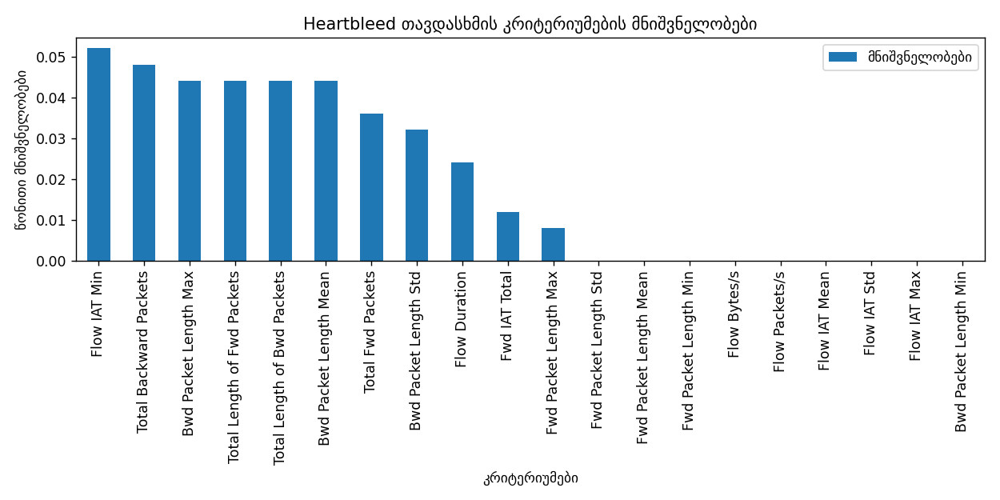 Heartbleed თავდასხმის კრიტერიუმების მნიშვნელობები
მნიშვნელობები
წონითი მნიშვნელობები
0.05
0.04
0.03
0.02
0.01
0.00
Flow IAT Min
Total Backward Packets
Bwd Packet Length Max
Total Length of Fwd Packets
Total Length of Bwd Packets
Bwd Packet Length Mean
Total Fwd Packets
Bwd Packet Length Std
Flow Duration
Fwd IAT Total
Fwd Packet Length Max
Fwd Packet Length Std
Fwd Packet Length Mean
Fwd Packet Length Min
Flow Bytes/s
Flow Packets/s
Flow IAT Mean
Flow IAT Std
Flow IAT Max
Bwd Packet Length Min
კრიტერიუმები